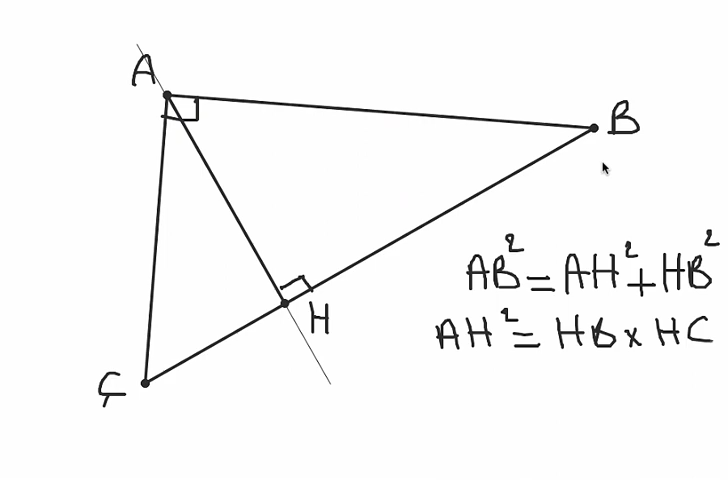 A
B
AB² = AH² + HB²
H
AH² = HB x HC
C